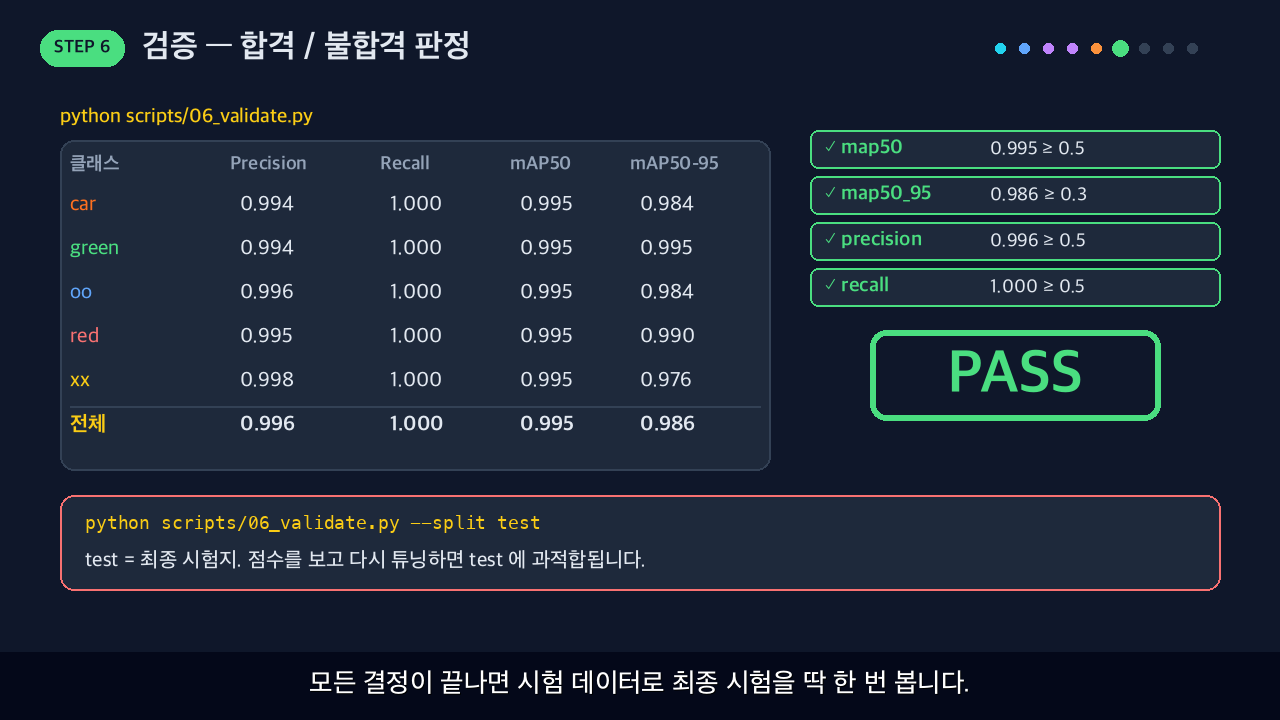 STEP 6 검증 — 합격 / 불합격 판정
python scripts/06_validate.py
클래스 Precision Recall mAP50 mAP50-95
car 0.994 1.000 0.995 0.984
green 0.994 1.000 0.995 0.995
oo 0.996 1.000 0.995 0.984
red 0.995 1.000 0.995 0.990
xx 0.998 1.000 0.995 0.976
전체 0.996 1.000 0.995 0.986
✓ map50 0.995 ≥ 0.5
✓ map50_95 0.986 ≥ 0.3
✓ precision 0.996 ≥ 0.5
✓ recall 1.000 ≥ 0.5
PASS
python scripts/06_validate.py --split test
test = 최종 시험지. 점수를 보고 다시 튜닝하면 test 에 과적합됩니다.
모든 결정이 끝나면 시험 데이터로 최종 시험을 딱 한 번 봅니다.